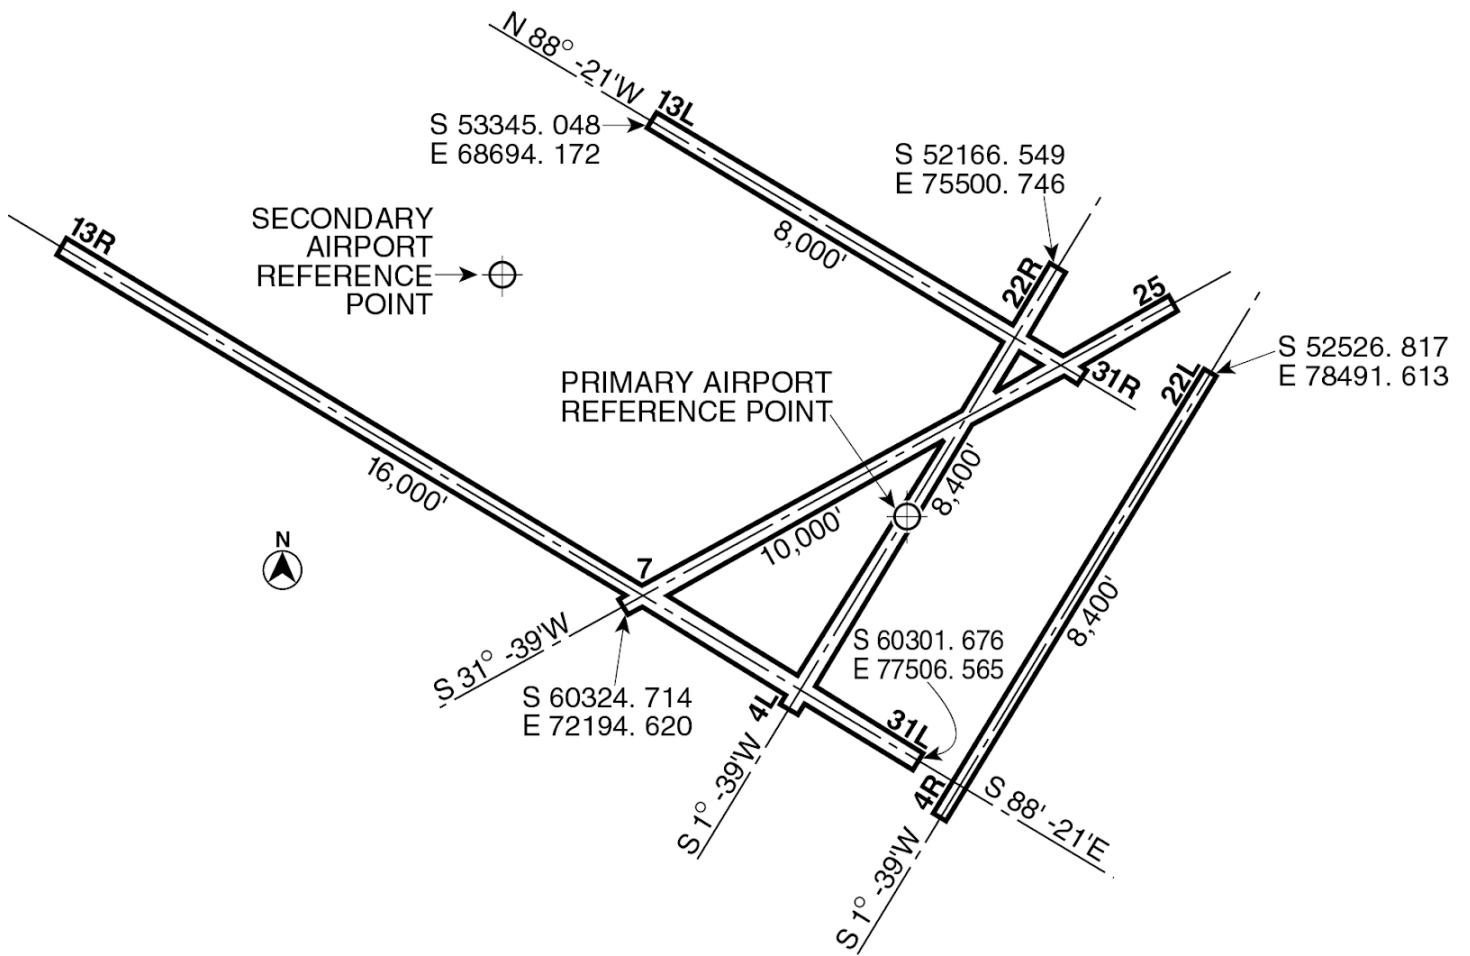 N 88° -21'W
13L
S 53345. 048
E 68694. 172
S 52166. 549
E 75500. 746
13R
SECONDARY
AIRPORT
REFERENCE
POINT
8,000'
22R
25
S 52526. 817
E 78491. 613
31R
22L
PRIMARY AIRPORT
REFERENCE POINT
16,000'
8,400'
10,000'
N
7
8,400'
S 31° -39'W
S 60301. 676
E 77506. 565
S 60324. 714
E 72194. 620
4L
31L
S 1° -39'W
4R
S 88' -21'E
S 1° -39'W